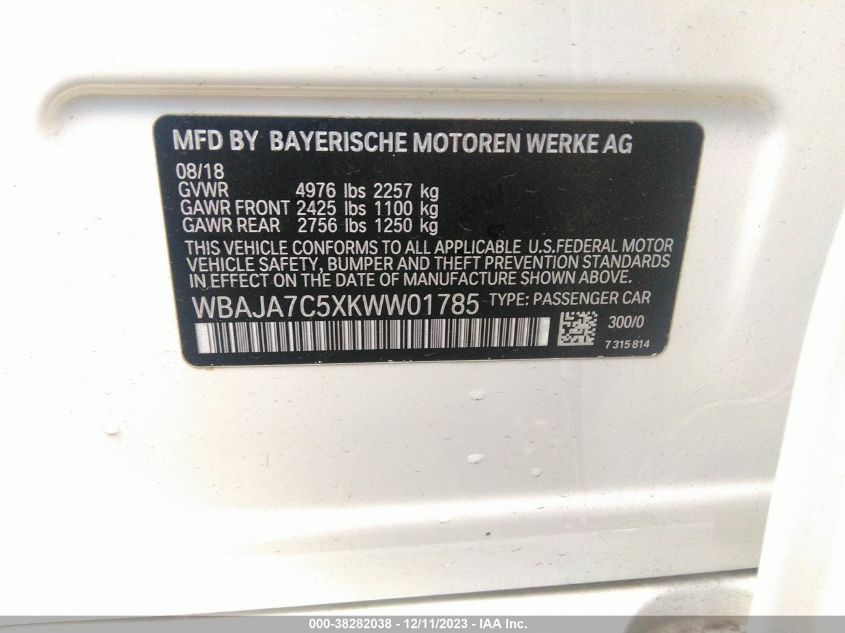 MFD BY BAYERISCHE MOTOREN WERKE AG
08/18
GVWR 4976 lbs 2257 kg
GAWR FRONT 2425 lbs 1100 kg
GAWR REAR 2756 lbs 1250 kg
THIS VEHICLE CONFORMS TO ALL APPLICABLE U.S.FEDERAL MOTOR
VEHICLE SAFETY, BUMPER AND THEFT PREVENTION STANDARDS
IN EFFECT ON THE DATE OF MANUFACTURE SHOWN ABOVE.
WBAJA7C5XKWW01785 TYPE: PASSENGER CAR
300/0
7 315 814
000-38282038 - 12/11/2023 - IAA Inc.